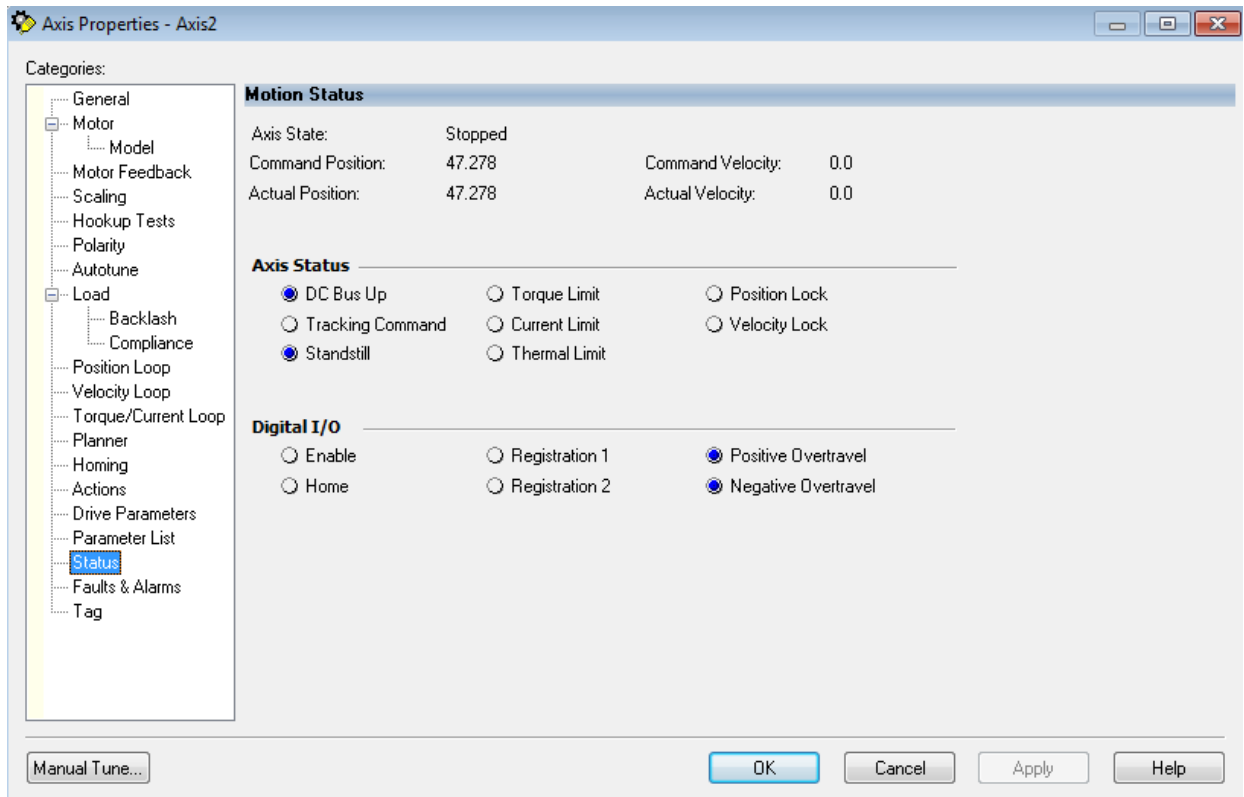 Axis Properties - Axis2
Categories:
General
Motor
Model
Motor Feedback
Scaling
Hookup Tests
Polarity
Autotune
Load
Backlash
Compliance
Position Loop
Velocity Loop
Torque/Current Loop
Planner
Homing
Actions
Drive Parameters
Parameter List
Status
Faults & Alarms
Tag
Motion Status
Axis State: Stopped
Command Position: 47.278 Command Velocity: 0.0
Actual Position: 47.278 Actual Velocity: 0.0
Axis Status
DC Bus Up Torque Limit Position Lock
Tracking Command Current Limit Velocity Lock
Standstill Thermal Limit
Digital I/O
Enable Registration 1 Positive Overtravel
Home Registration 2 Negative Overtravel
Manual Tune... OK Cancel Apply Help